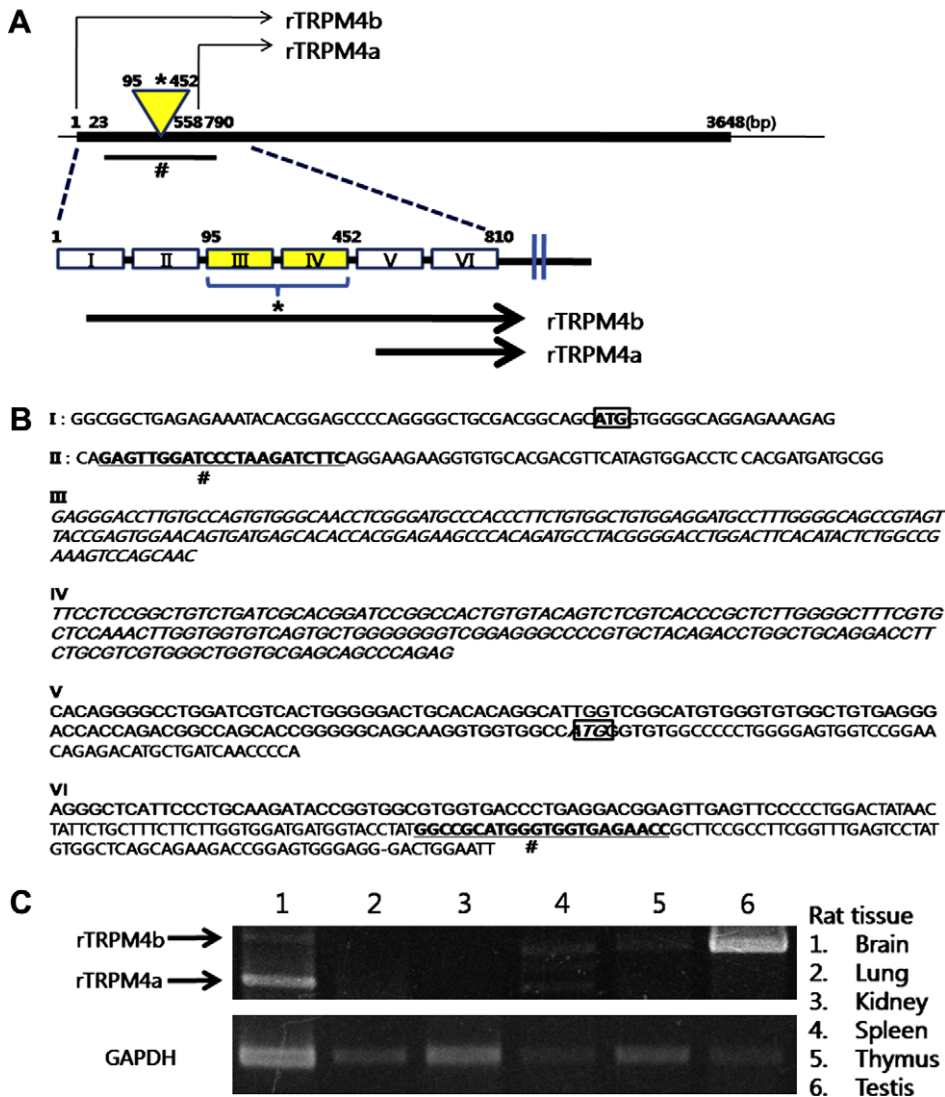 A
rTRPM4b
rTRPM4a
95 * 452
1 23 558 790 3648(bp)
#
1 95 452 810
I II III IV V VI
*
rTRPM4b
rTRPM4a
B
I : GGCGGCTGAGAGAAATACACGGAGCCCCAGGGGCTGCGACGGCAGCATGGTGGGGCAGGAGAAAGAG
II : CAGAGTTGGATCCCTAAGATCTTCAGGAAGAAGGTGTGCACGACGTTCATAGTGGACCTC CACGATGATGCGG
#
III
GAGGGACCTTGTGCCAGTGTGGGCAACCTCGGGATGCCCACCCTTCTGTGGCTGTGGAGGATGCCTTTGGGGCAGCCGTAGT
TACCGAGTGGAACAGTGATGAGCACACCACGGAGAAGCCCACAGATGCCTACGGGGACCTGGACTTCACATACTCTGGCCG
AAAGTCCAGCAAC
IV
TTCCTCCGGCTGTCTGATCGCACGGATCCGGCCACTGTGTACAGTCTCGTCACCCGCTCTTGGGGCTTTCGTG
CTCCAAACTTGGTGGTGTCAGTGCTGGGGGGGTCGGAGGGCCCCGTGCTACAGACCTGGCTGCAGGACCTT
CTGCGTCGTGGGCTGGTGCGAGCAGCCCAGAG
V
CACAGGGGCCTGGATCGTCACTGGGGGACTGCACACAGGCATTGGTCGGCATGTGGGTGTGGCTGTGAGGG
ACCACCAGACGGCCAGCACCGGGGGCAGCAAGGTGGTGGCCATGGGTGTGGCCCCCTGGGGAGTGGTCCGGAA
CAGAGACATGCTGATCAACCCCA
VI
AGGGCTCATTCCCTGCAAGATACCGGTGGCGTGGTGACCCTGAGGACGGAGTTGAGTTCCCCCTGGACTATAAC
TATTCTGCTTTCTTCTTGGTGGATGATGGTACCTATGGCCGCATGGGTGGTGAGAACCGCTTCCGCCTTCGGTTTGAGTCCTAT
GTGGCTCAGCAGAAGACCGGAGTGGGAGG-GACTGGAATT
#
C
1 2 3 4 5 6
rTRPM4b
rTRPM4a
GAPDH
Rat tissue
1. Brain
2. Lung
3. Kidney
4. Spleen
5. Thymus
6. Testis